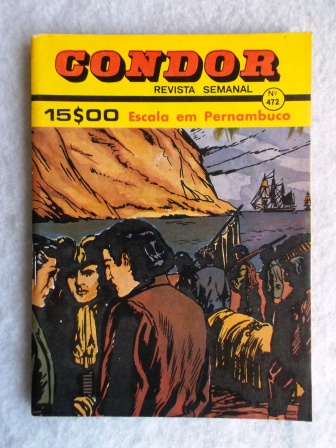 CONDOR
REVISTA SEMANAL
Nº 472
15$00 Escala em Pernambuco